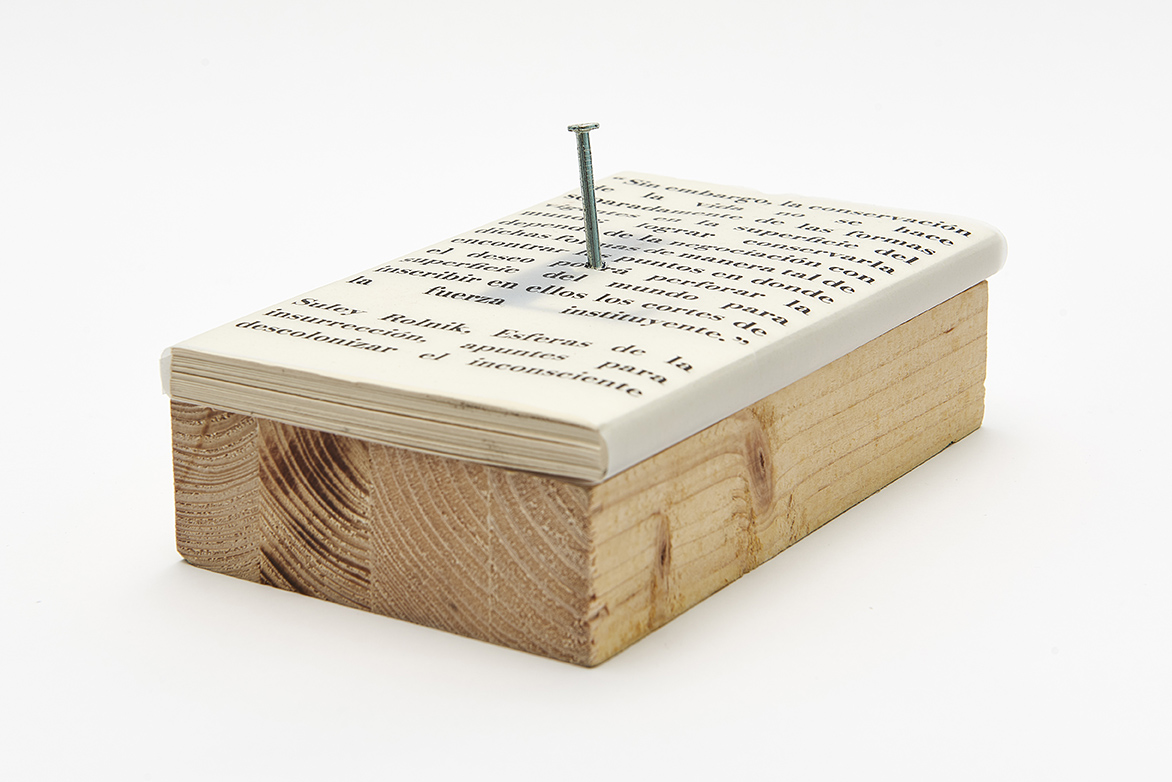 “Sin embargo, la conservación
de la vida no se hace
separadamente de las formas
vigentes en la superficie del
mundo: lograr conservarla
depende de la negociación con
dichas formas de manera tal de
encontrar puntos en donde
el deseo podrá perforar la
superficie del mundo para
inscribir en ellos los cortes de
la fuerza instituyente.”
Suley Rolnik, Esferas de la
insurrección, apuntes para
descolonizar el inconsciente